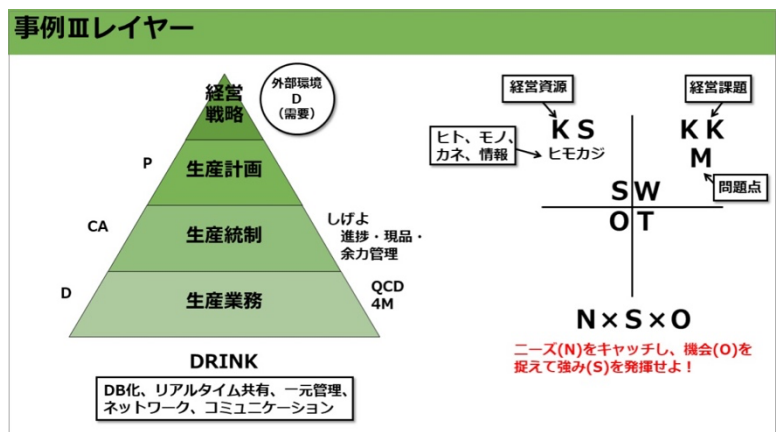 事例Ⅲレイヤー
経営
戦略
外部環境
D
（需要）
P
生産計画
CA
生産統制
しげよ
進捗・現品・
余力管理
D
生産業務
QCD
4M
DRINK
DB化、リアルタイム共有、一元管理、
ネットワーク、コミュニケーション
経営資源
KS
ヒト、モノ、
カネ、情報
ヒモカジ
経営課題
KK
M
問題点
SW
OT
N×S×O
ニーズ(N)をキャッチし、機会(O)を
捉えて強み(S)を発揮せよ！